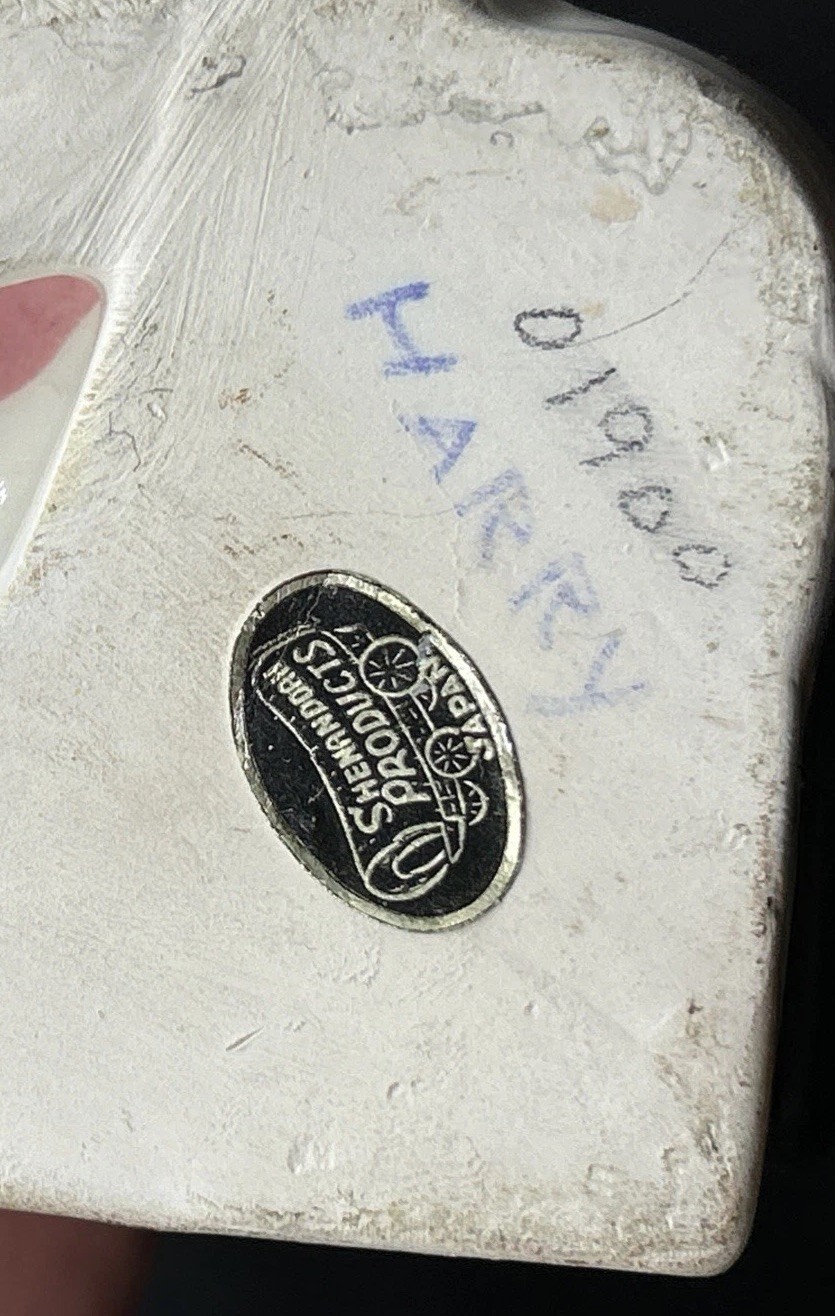 01900
HARRY
SHENANDOAH
PRODUCTS
JAPAN